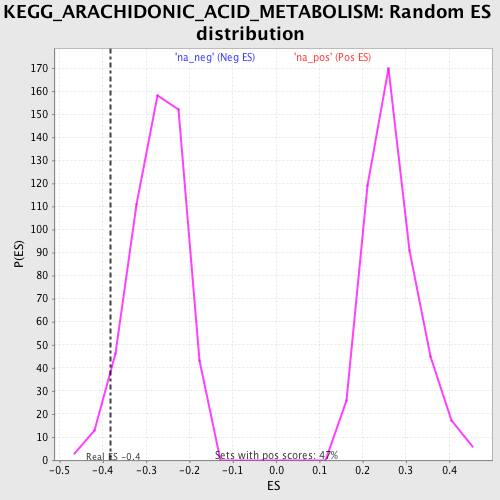 KEGG_ARACHIDONIC_ACID_METABOLISM: Random ES
distribution
'na_neg' (Neg ES) 'na_pos' (Pos ES)
170
160
150
140
130
120
110
100
90
80
70
60
50
40
30
20
10
0
P(ES)
Real ES -0.4
Sets with pos scores: 47%
-0.5 -0.4 -0.3 -0.2 -0.1 0.0 0.1 0.2 0.3 0.4
ES